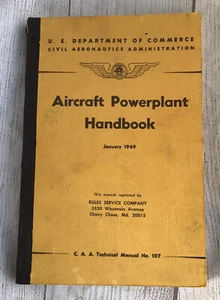 U. S. DEPARTMENT OF COMMERCE
CIVIL AERONAUTICS ADMINISTRATION
Aircraft Powerplant
Handbook
January 1949
This manual reprinted by
RULES SERVICE COMPANY
5530 Wisconsin Avenue
Chevy Chase, Md. 20015
C. A. A. Technical Manual No. 107